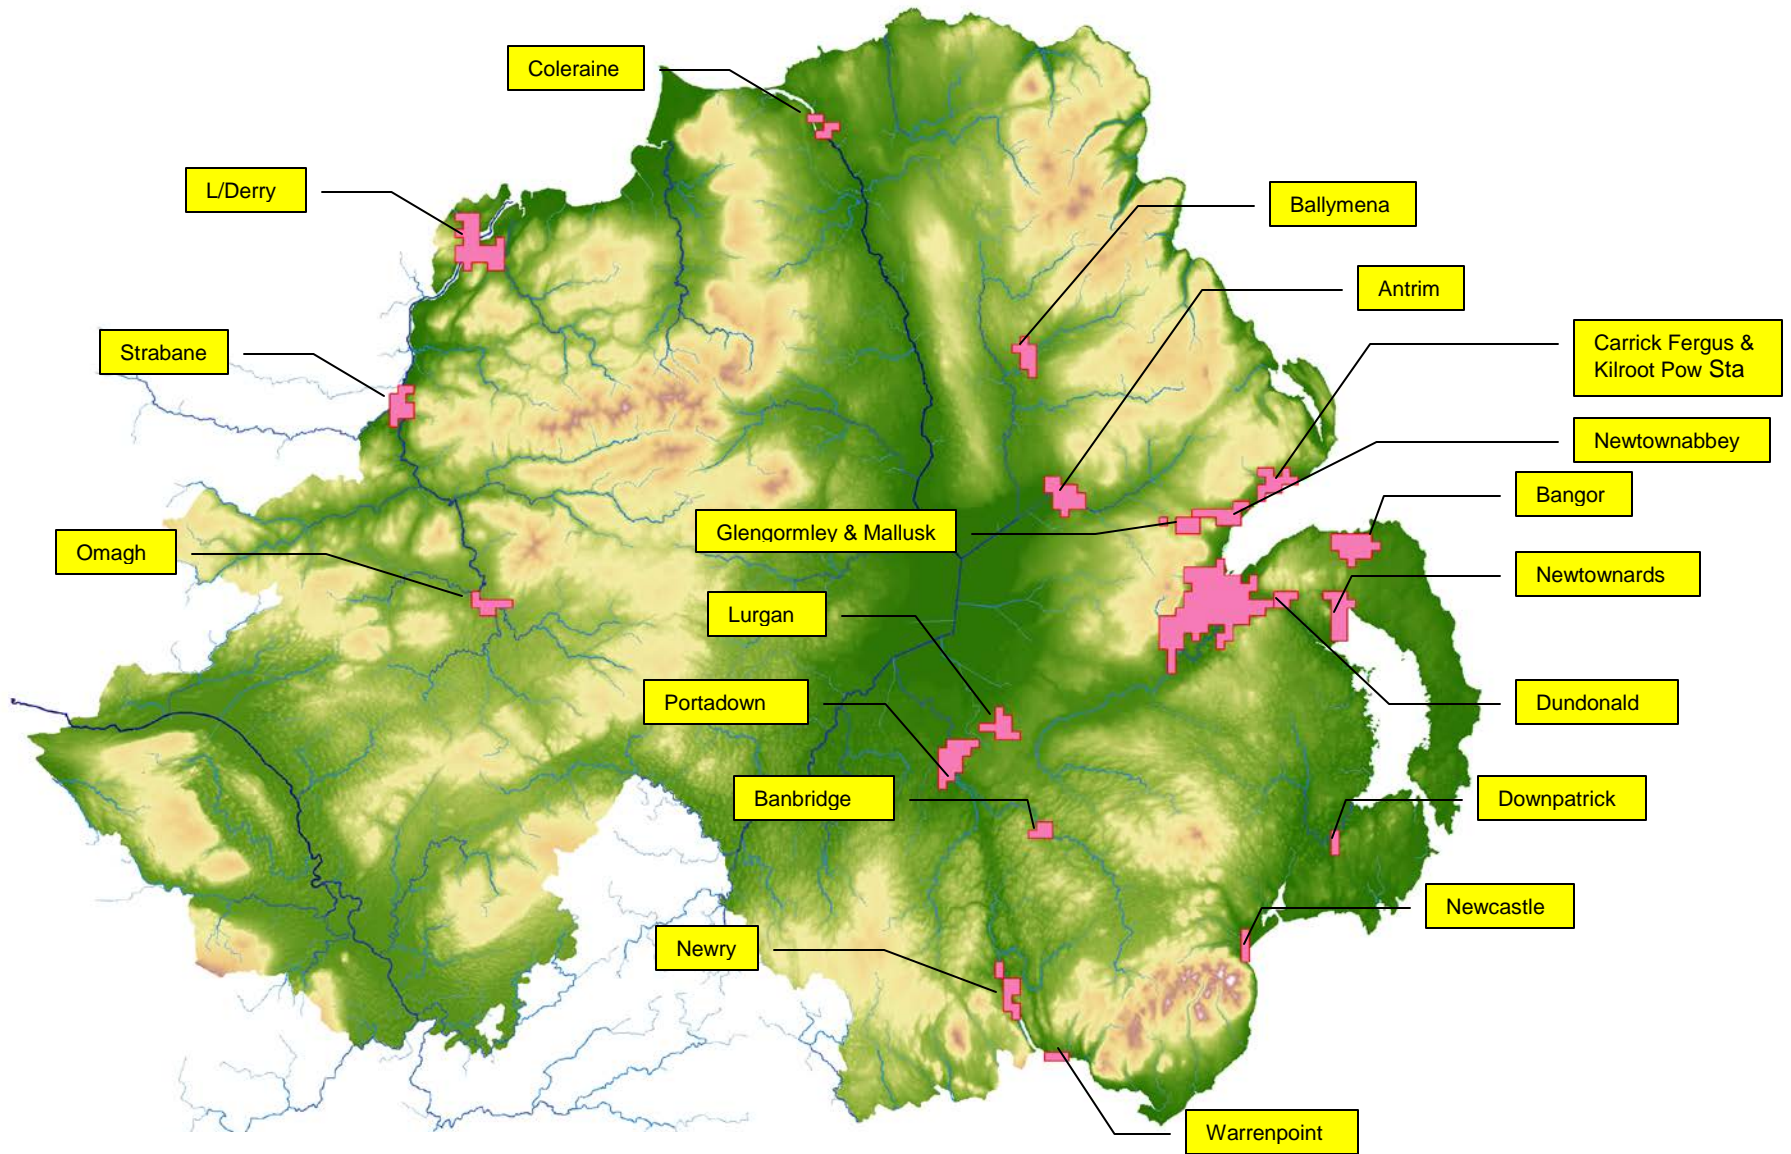 Coleraine
L/Derry
Ballymena
Antrim
Strabane
Carrick Fergus &
Kilroot Pow Sta
Newtownabbey
Bangor
Glengormley & Mallusk
Omagh
Newtownards
Lurgan
Portadown
Dundonald
Banbridge
Downpatrick
Newcastle
Newry
Warrenpoint